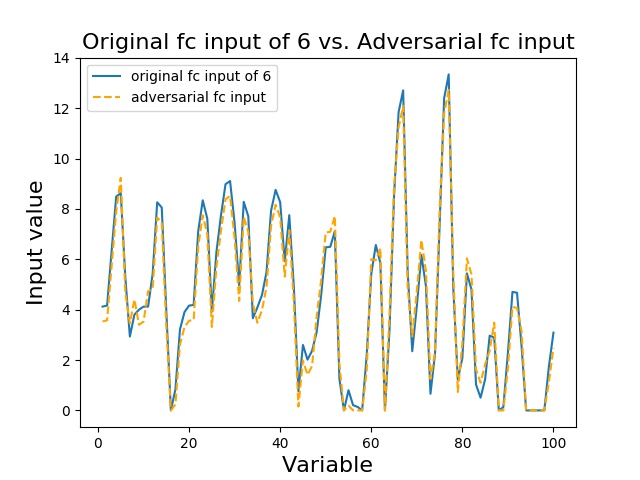 Original fc input of 6 vs. Adversarial fc input
original fc input of 6
adversarial fc input
14
12
10
8
6
4
2
0
Input value
0 20 40 60 80 100
Variable